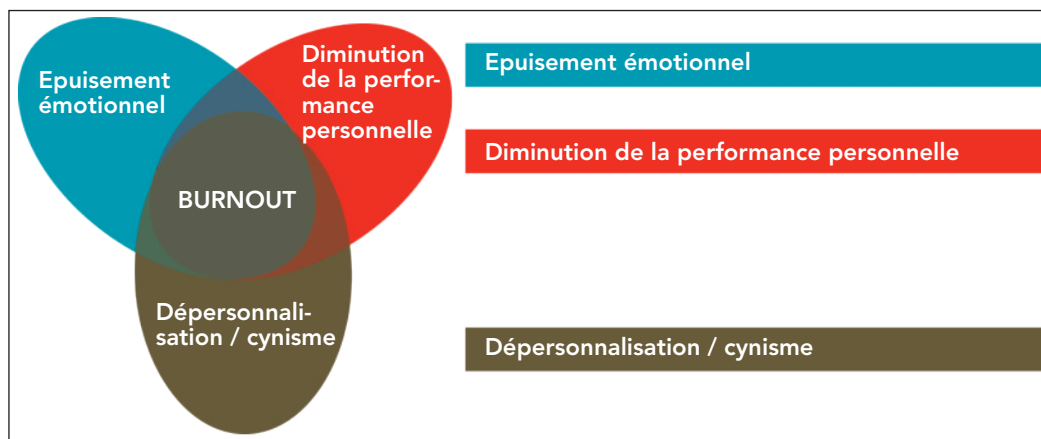 Epuisement
émotionnel
Diminution
de la perfor-
mance
personnelle
BURNOUT
Dépersonnali-
sation / cynisme
Epuisement émotionnel
Diminution de la performance personnelle
Dépersonnalisation / cynisme